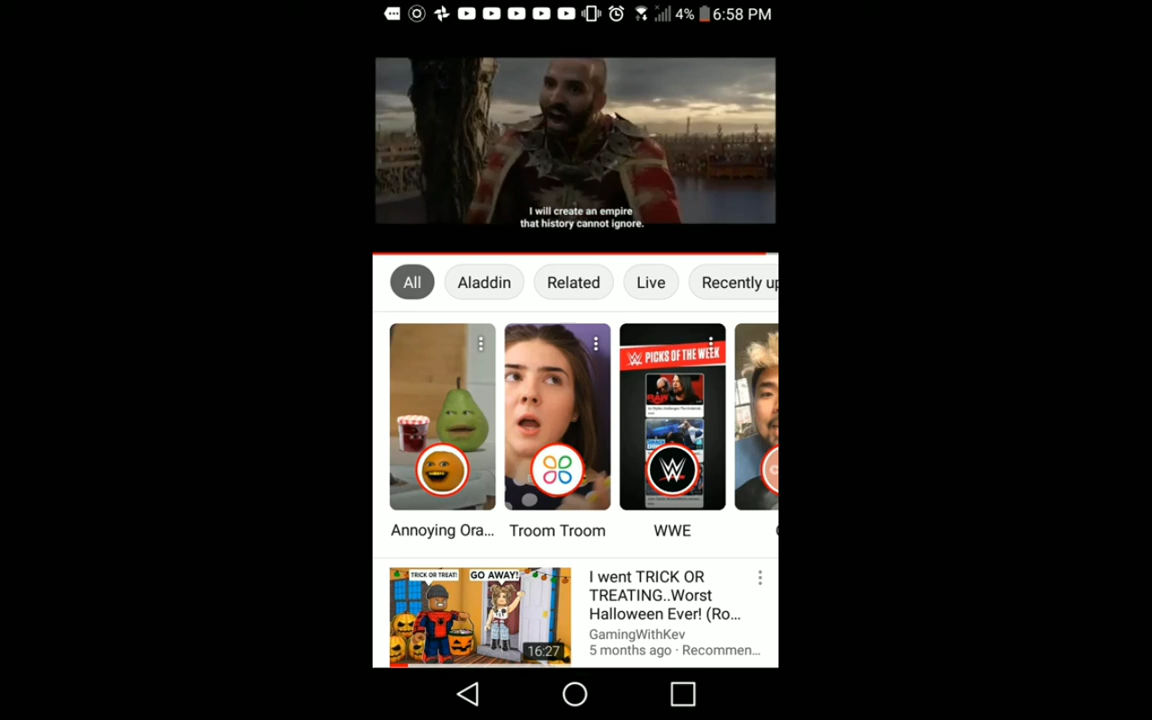 4% 6:58 PM
I will create an empire
that history cannot ignore.
All Aladdin Related Live Recently up
PICKS OF THE WEEK
RAW
Annoying Ora... Troom Troom WWE
TRICK OR TREAT! GO AWAY!
I went TRICK OR
TREATING..Worst
Halloween Ever! (Ro...
GamingWithKev
5 months ago · Recommen...
16:27